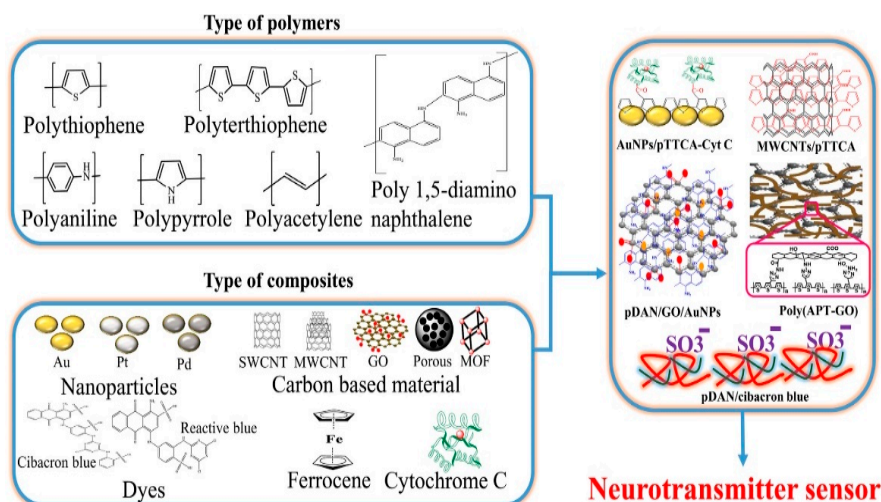 Type of polymers
Polythiophene
Polyterthiophene
Polyaniline
Polypyrrole
Polyacetylene
Poly 1,5-diamino
naphthalene
Type of composites
Au
Pt
Pd
Nanoparticles
SWCNT
MWCNT
GO
Porous
MOF
Carbon based material
Cibacron blue
Reactive blue
Dyes
Fe
Ferrocene
Cytochrome C
AuNPs/pTTCA-Cyt C
MWCNTs/pTTCA
pDAN/GO/AuNPs
Poly(APT-GO)
SO3-
SO3-
SO3-
pDAN/cibacron blue
Neurotransmitter sensor